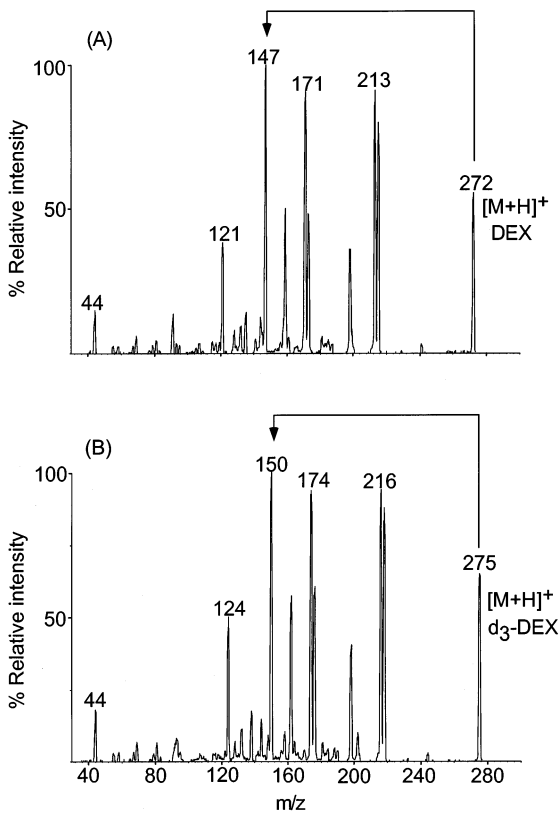 (A)
147
100
171
213
272
[M+H]+
DEX
50
121
44
% Relative intensity
(B)
150
100
174
216
275
[M+H]+
d3-DEX
50
124
44
% Relative intensity
40 80 120 160 200 240 280
m/z